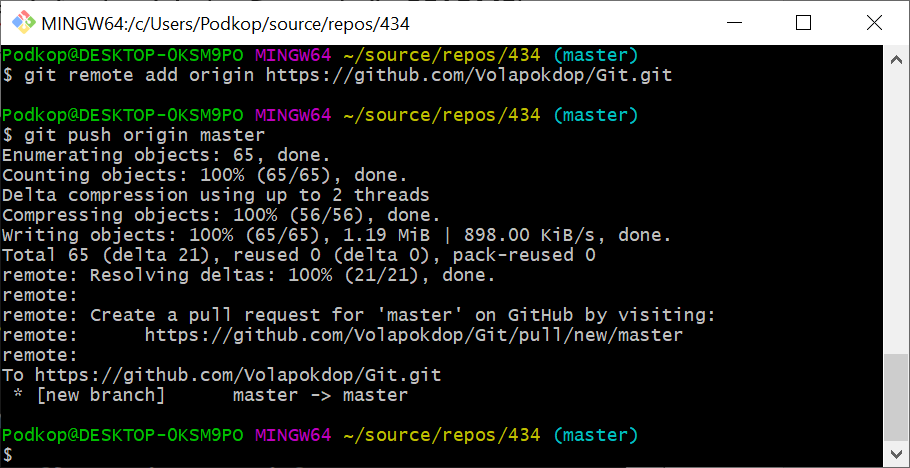 MINGW64:/c/Users/Podkop/source/repos/434
Podkop@DESKTOP-OKSM9PO MINGW64 ~/source/repos/434 (master)
$ git remote add origin https://github.com/Volapokdop/Git.git
Podkop@DESKTOP-OKSM9PO MINGW64 ~/source/repos/434 (master)
$ git push origin master
Enumerating objects: 65, done.
Counting objects: 100% (65/65), done.
Delta compression using up to 2 threads
Compressing objects: 100% (56/56), done.
Writing objects: 100% (65/65), 1.19 MiB | 898.00 KiB/s, done.
Total 65 (delta 21), reused 0 (delta 0), pack-reused 0
remote: Resolving deltas: 100% (21/21), done.
remote:
remote: Create a pull request for 'master' on GitHub by visiting:
remote:      https://github.com/Volapokdop/Git/pull/new/master
remote:
To https://github.com/Volapokdop/Git.git
 * [new branch]      master -> master
Podkop@DESKTOP-OKSM9PO MINGW64 ~/source/repos/434 (master)
$